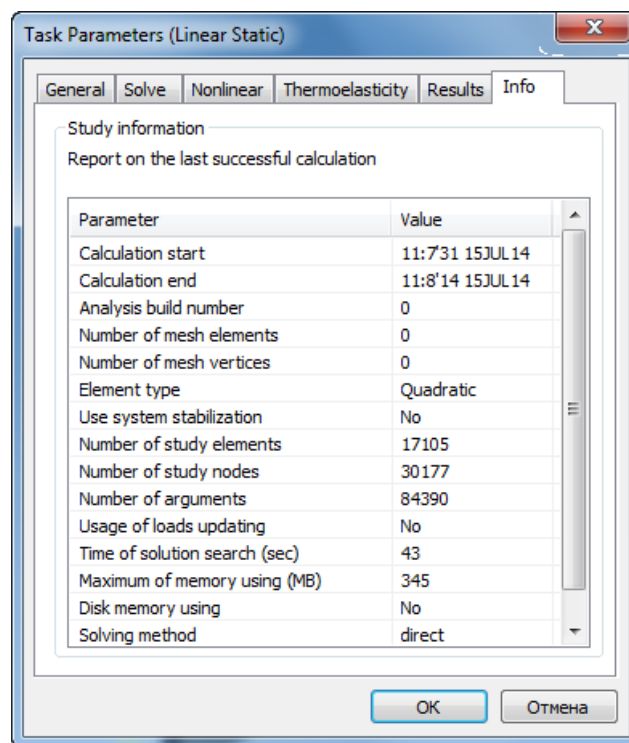 Task Parameters (Linear Static)
General Solve Nonlinear Thermoelasticity Results Info
Study information
Report on the last successful calculation
Parameter Value
Calculation start 11:7'31 15JUL14
Calculation end 11:8'14 15JUL14
Analysis build number 0
Number of mesh elements 0
Number of mesh vertices 0
Element type Quadratic
Use system stabilization No
Number of study elements 17105
Number of study nodes 30177
Number of arguments 84390
Usage of loads updating No
Time of solution search (sec) 43
Maximum of memory using (MB) 345
Disk memory using No
Solving method direct
OK Отмена